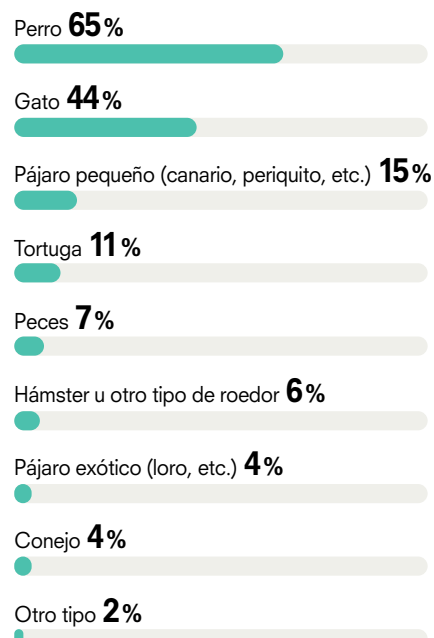 Perro 65%
Gato 44%
Pájaro pequeño (canario, periquito, etc.) 15%
Tortuga 11%
Peces 7%
Hámster u otro tipo de roedor 6%
Pájaro exótico (loro, etc.) 4%
Conejo 4%
Otro tipo 2%